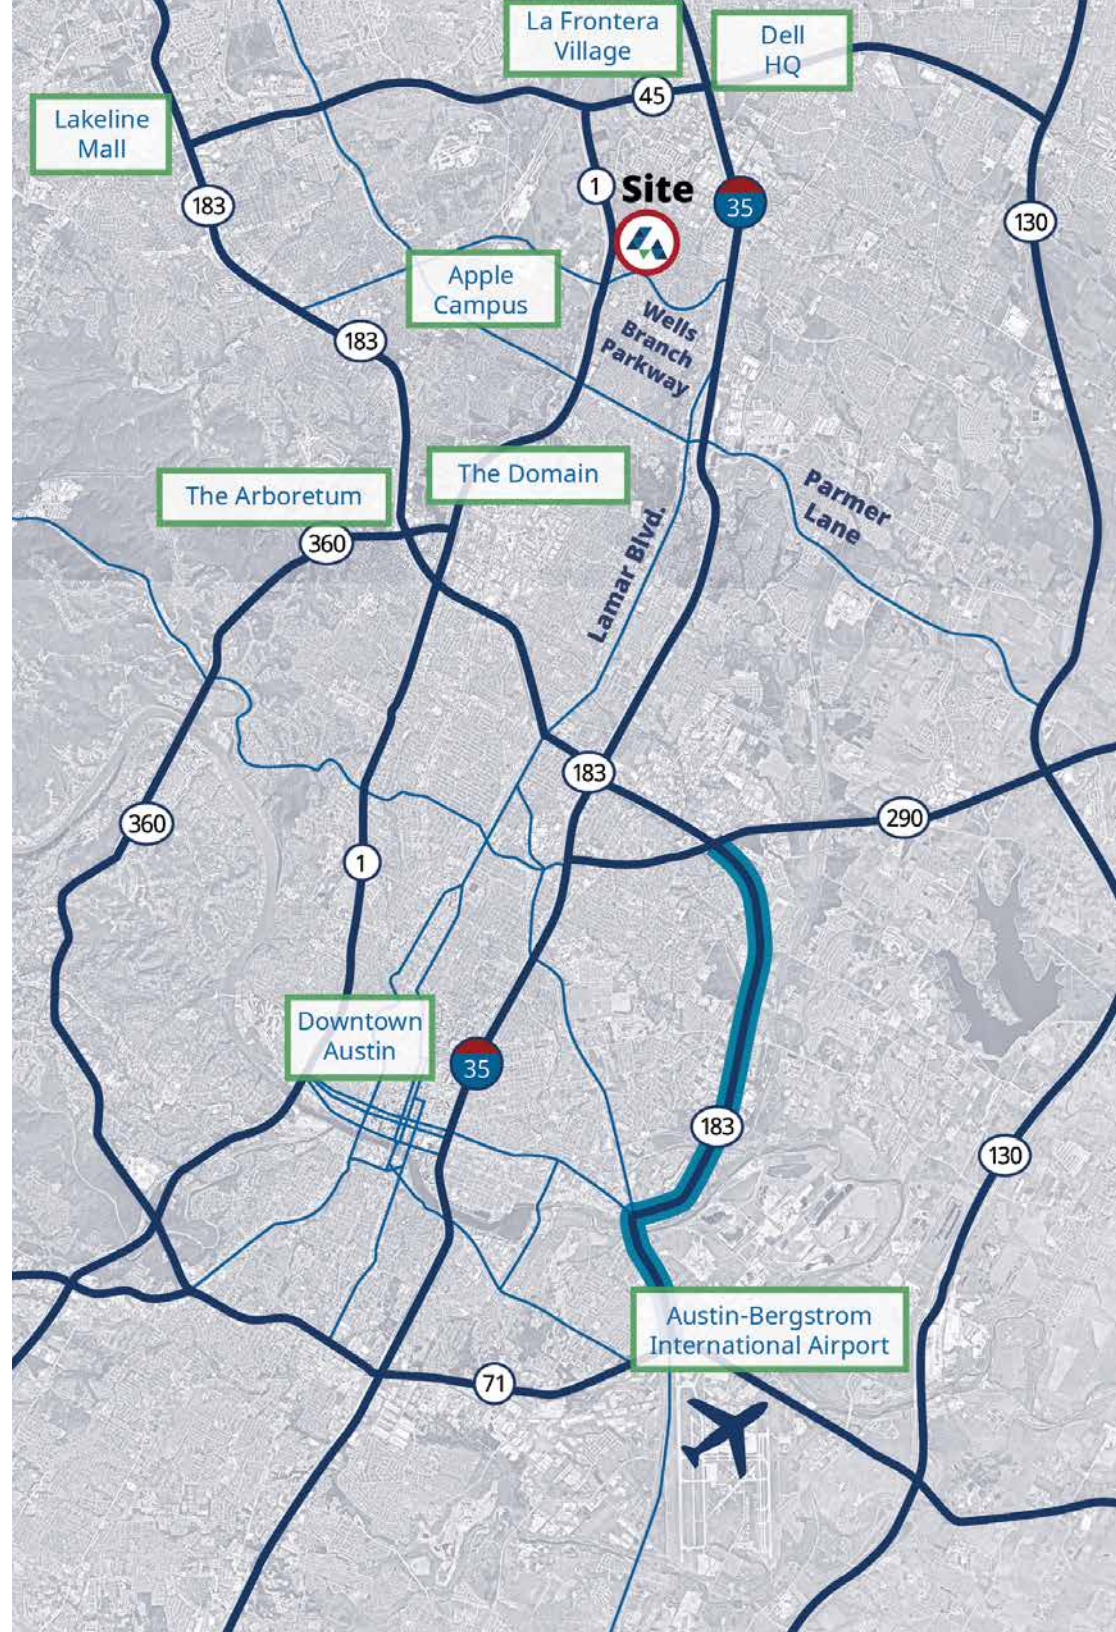 La Frontera
Village
Dell
HQ
45
Lakeline
Mall
1
Site
35
183
130
Apple
Campus
Wells
Branch
Parkway
183
The Domain
The Arboretum
Parmer
Lane
360
Lamar Blvd.
183
290
360
1
Downtown
Austin
35
183
130
Austin-Bergstrom
International Airport
71